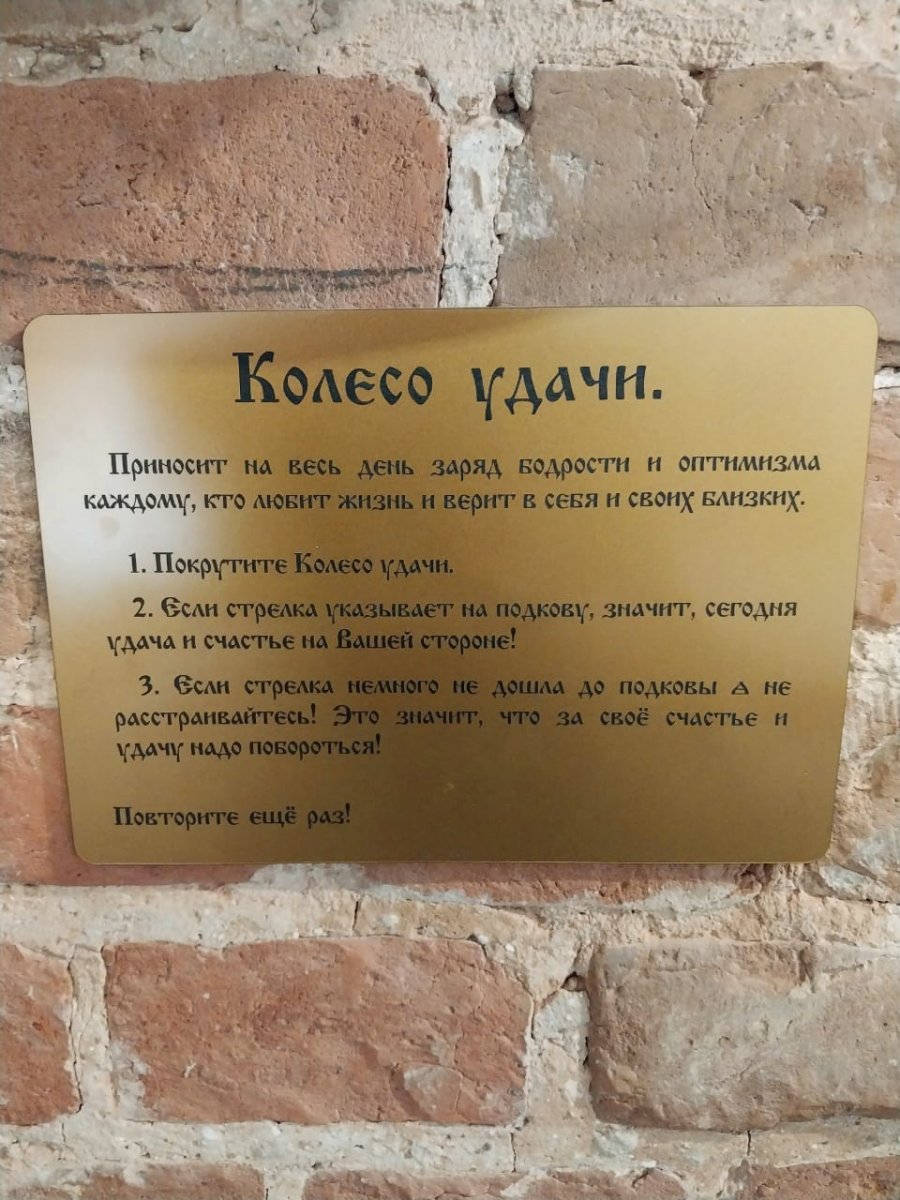 Колесо удачи.
Приносит на весь день заряд бодрости и оптимизма
каждому, кто любит жизнь и верит в себя и своих близких.
1. Покрутите Колесо удачи.
2. Если стрелка указывает на подкову, значит, сегодня
удача и счастье на Вашей стороне!
3. Если стрелка немного не дошла до подковы ѧ не
расстраивайтесь! Это значит, что за своё счастье и
удачу надо побороться!
Повторите ещё раз!